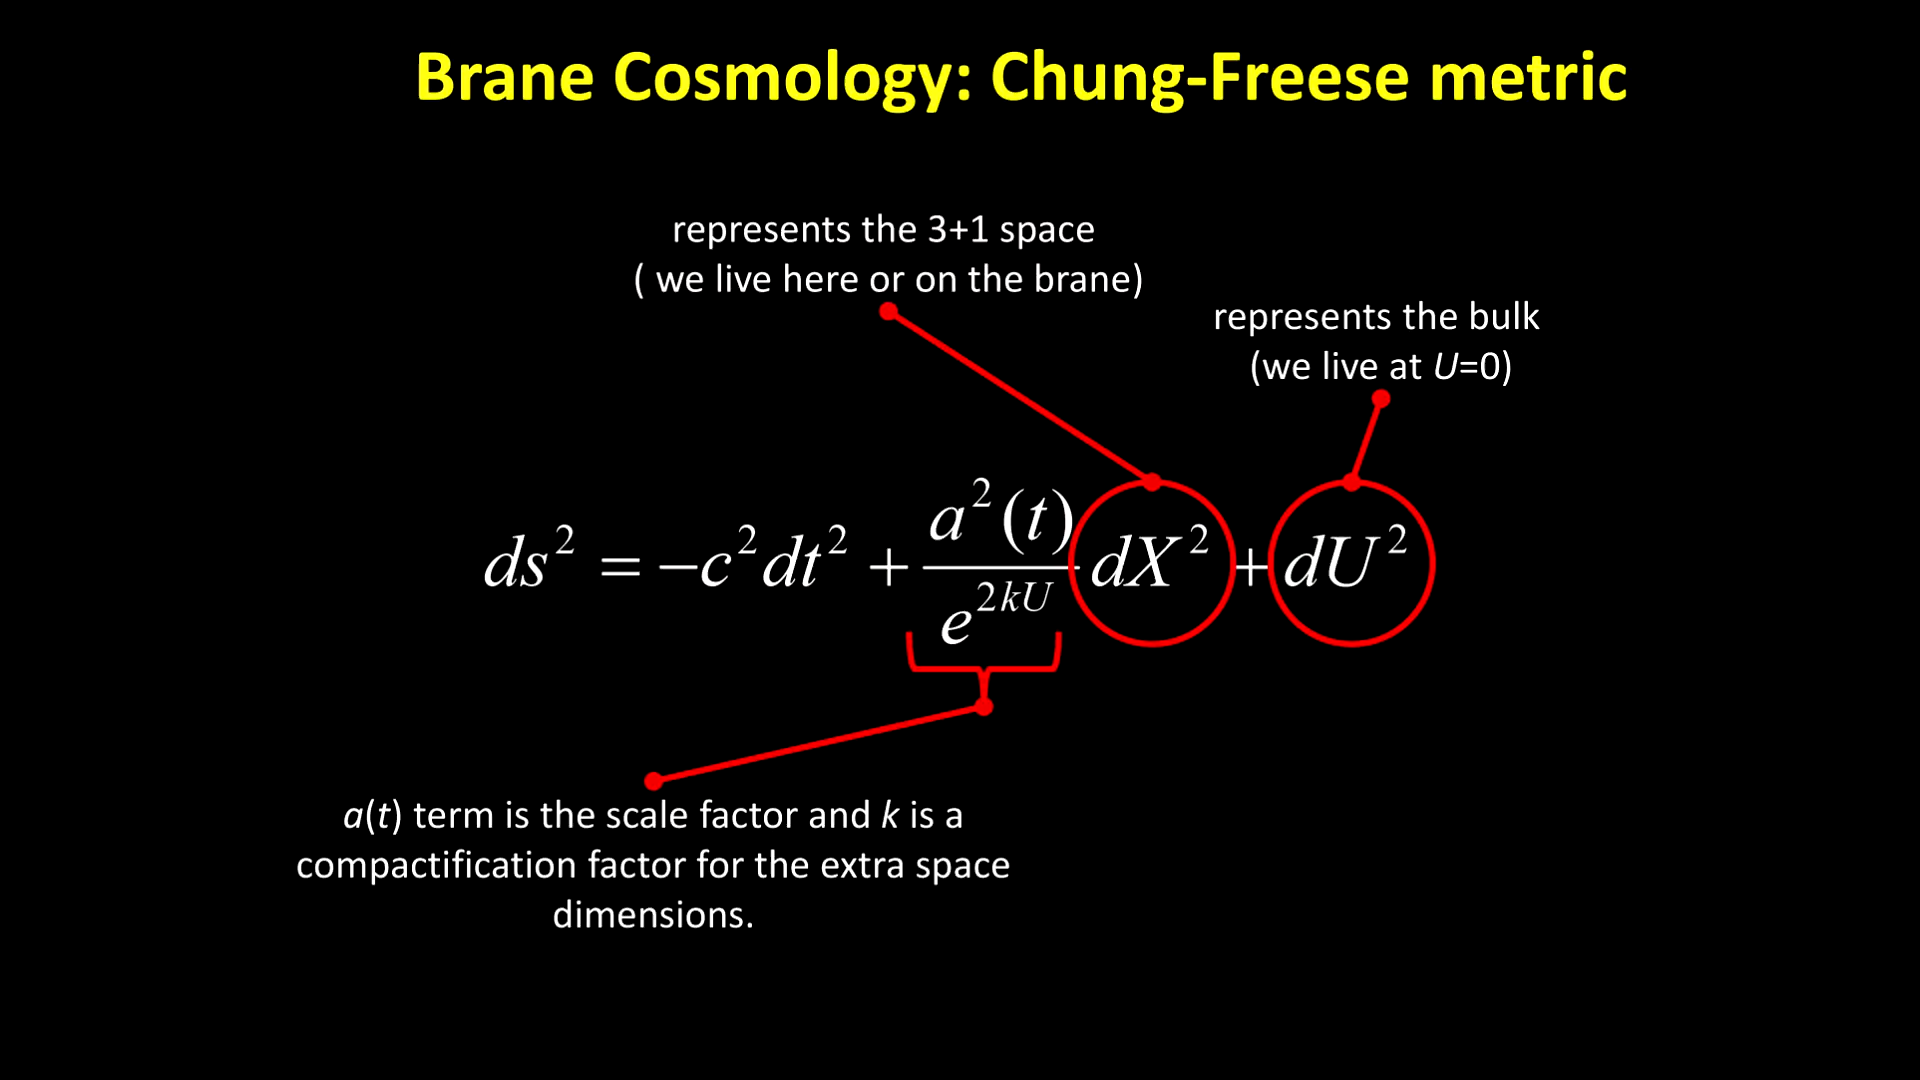 Brane Cosmology: Chung-Freese metric
represents the 3+1 space
( we live here or on the brane)
represents the bulk
(we live at U=0)
ds² = −c²dt² + a²(t)/e^{2kU} dX² + dU²
a(t) term is the scale factor and k is a
compactification factor for the extra space
dimensions.